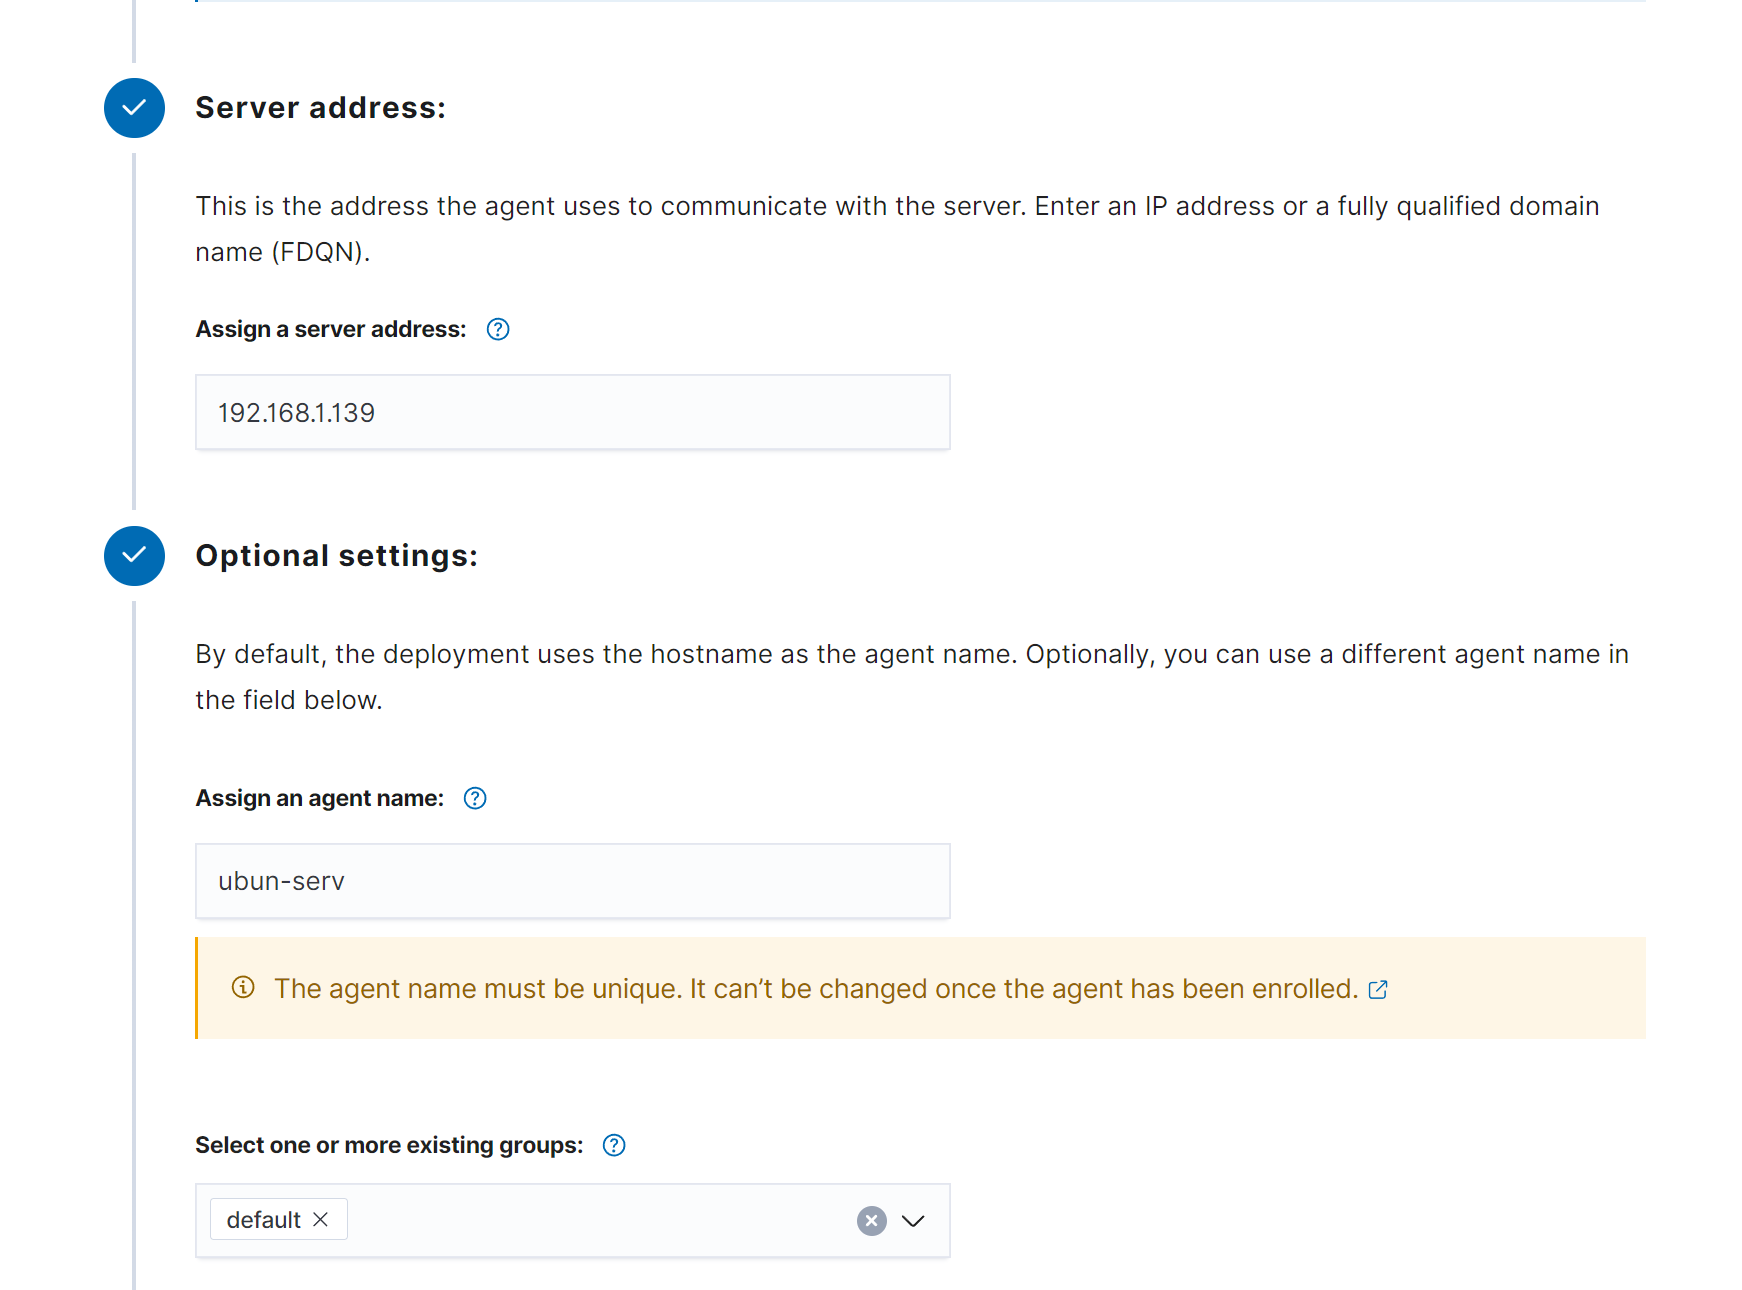 Server address:
This is the address the agent uses to communicate with the server. Enter an IP address or a fully qualified domain
name (FDQN).
Assign a server address:
192.168.1.139
Optional settings:
By default, the deployment uses the hostname as the agent name. Optionally, you can use a different agent name in
the field below.
Assign an agent name:
ubun-serv
The agent name must be unique. It can’t be changed once the agent has been enrolled.
Select one or more existing groups:
default